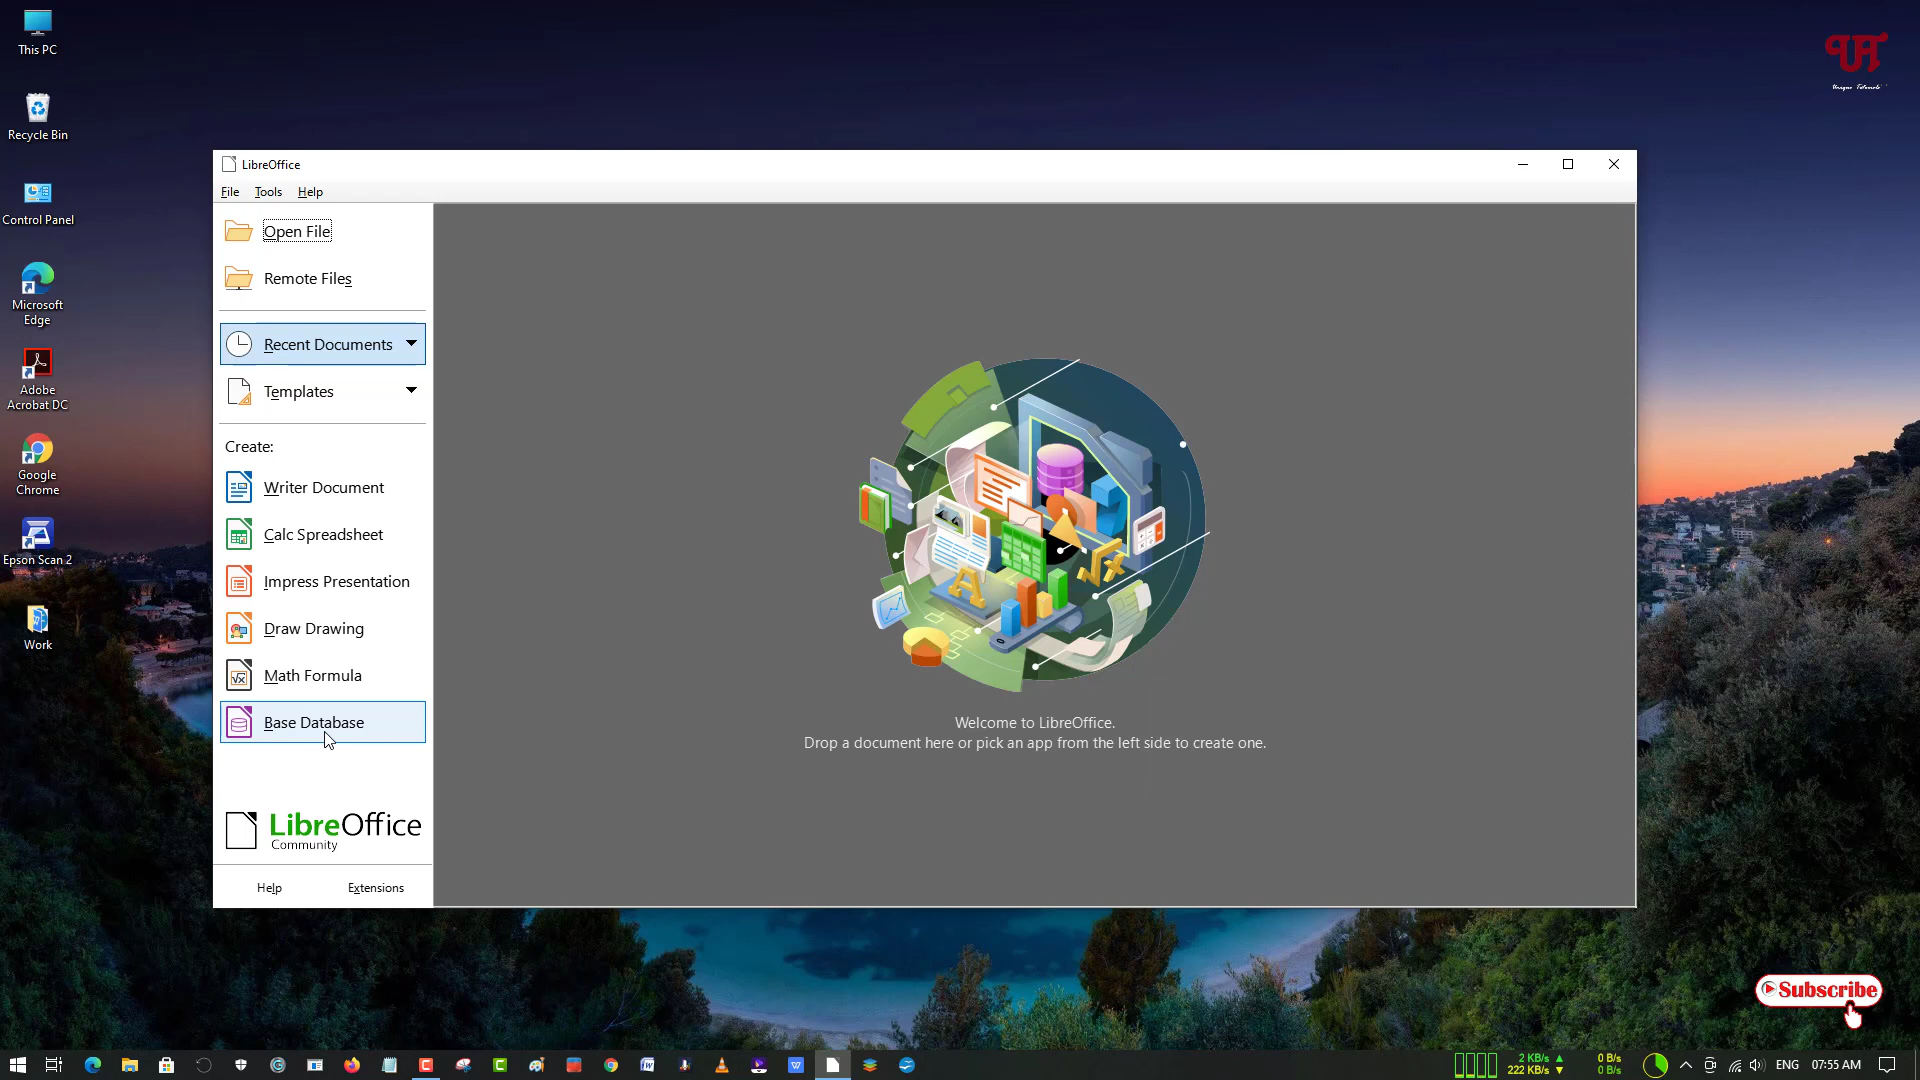 This PC
Recycle Bin
Control Panel
Microsoft
Edge
Adobe
Acrobat DC
Google
Chrome
Epson Scan 2
Work
UT
Unique Tutorials
LibreOffice
File Tools Help
Open File
Remote Files
Recent Documents
Templates
Create:
Writer Document
Calc Spreadsheet
Impress Presentation
Draw Drawing
Math Formula
Base Database
LibreOffice
Community
Help Extensions
Welcome to LibreOffice.
Drop a document here or pick an app from the left side to create one.
Subscribe
2 KB/s 0 B/s
222 KB/s 0 B/s
ENG 07:55 AM